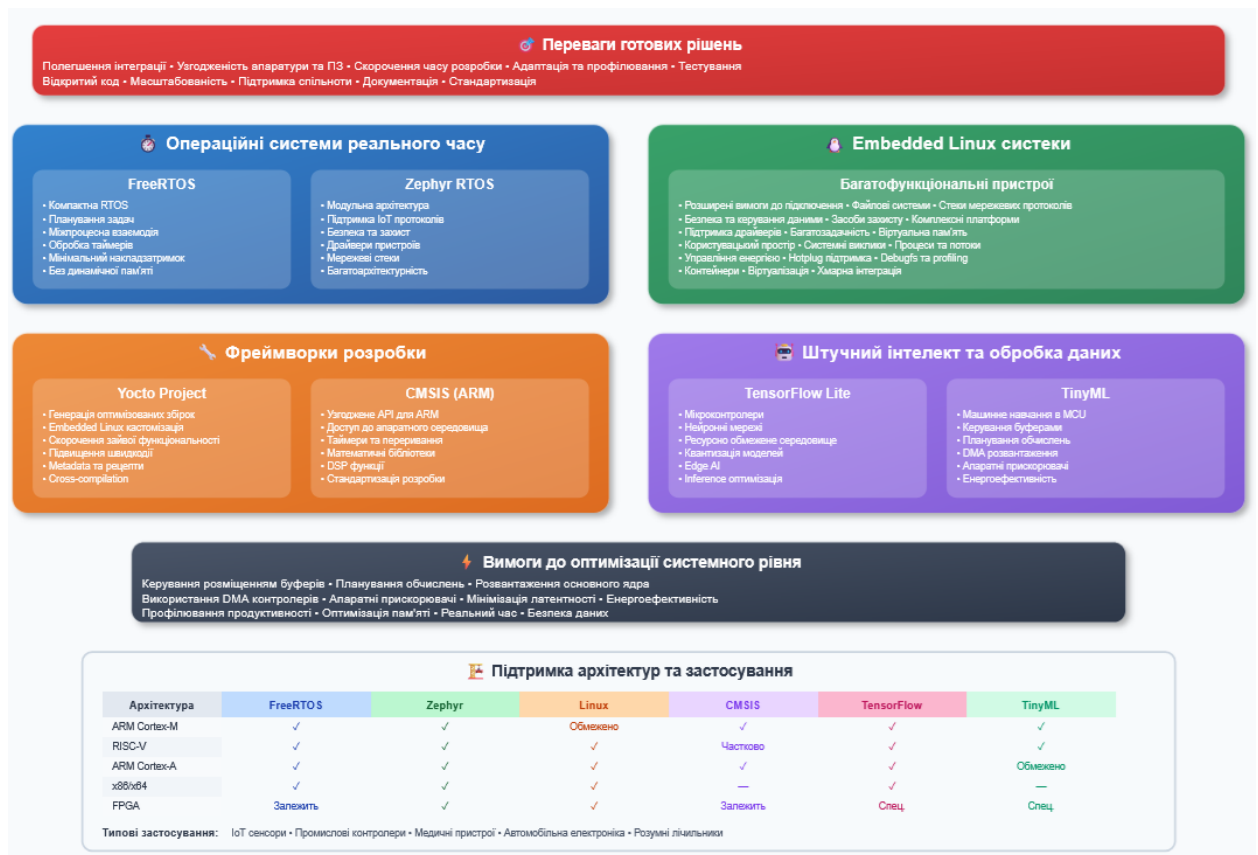 Переваги готових рішень
Полегшення інтеграції • Узгодженість апаратури та ПЗ • Скорочення часу розробки • Адаптація та профілювання • Тестування
Відкритий код • Масштабованість • Підтримка спільноти • Документація • Стандартизація
Операційні системи реального часу
FreeRTOS
• Компактна RTOS
• Планування задач
• Міжпроцесна взаємодія
• Обробка таймерів
• Мінімальний накладзатримок
• Без динамічної пам'яті
Zephyr RTOS
• Модульна архітектура
• Підтримка IoT протоколів
• Безпека та захист
• Драйвери пристроїв
• Мережеві стеки
• Багатоархітектурність
Embedded Linux систеки
Багатофункціональні пристрої
• Розширені вимоги до підключення • Файлові системи • Стеки мережевих протоколів
• Безпека та керування даними • Засоби захисту • Комплексні платформи
• Підтримка драйверів • Багатозадачність • Віртуальна пам'ять
• Користувацький простір • Системні виклики • Процеси та потоки
• Управління енергією • Hotplug підтримка • Debugfs та profiling
• Контейнери • Віртуалізація • Хмарна інтеграція
Фреймворки розробки
Yocto Project
• Генерація оптимізованих збірок
• Embedded Linux кастомізація
• Скорочення зайвої функціональності
• Підвищення швидкодії
• Metadata та рецепти
• Cross-compilation
CMSIS (ARM)
• Узгоджене API для ARM
• Доступ до апаратного середовища
• Таймери та переривання
• Математичні бібліотеки
• DSP функції
• Стандартизація розробки
Штучний інтелект та обробка даних
TensorFlow Lite
• Мікроконтролери
• Нейронні мережі
• Ресурсно обмежене середовище
• Квантизація моделей
• Edge AI
• Inference оптимізація
TinyML
• Машинне навчання в MCU
• Керування буферами
• Планування обчислень
• DMA розвантаження
• Апаратні прискорювачі
• Енергоефективність
Вимоги до оптимізації системного рівня
Керування розміщенням буферів • Планування обчислень • Розвантаження основного ядра
Використання DMA контролерів • Апаратні прискорювачі • Мінімізація латентності • Енергоефективність
Профілювання продуктивності • Оптимізація пам'яті • Реальний час • Безпека даних
Підтримка архітектур та застосування
Архітектура FreeRTOS Zephyr Linux CMSIS TensorFlow TinyML
ARM Cortex-M ✓ ✓ Обмежено ✓ ✓ ✓
RISC-V ✓ ✓ ✓ Частково ✓ ✓
ARM Cortex-A ✓ ✓ ✓ ✓ ✓ Обмежено
x86/x64 ✓ ✓ ✓ — ✓ —
FPGA Залежить ✓ ✓ Залежить Спец. Спец.
Типові застосування: IoT сенсори • Промислові контролери • Медичні пристрої • Автомобільна електроніка • Розумні лічильники